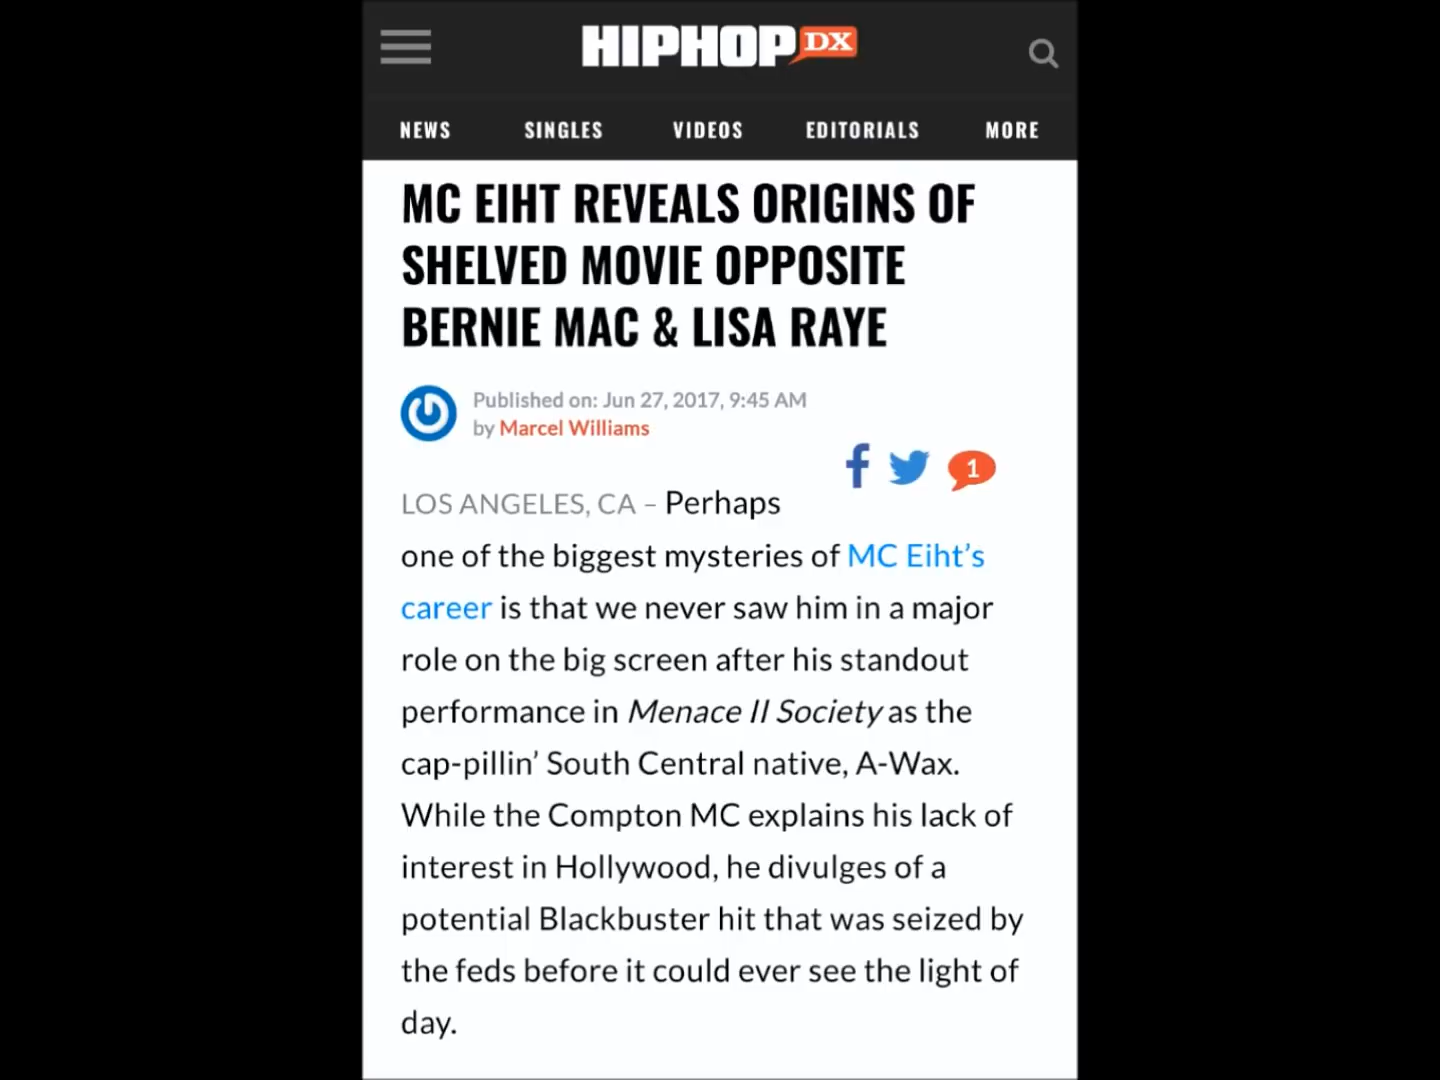 HIPHOPDX
NEWS SINGLES VIDEOS EDITORIALS MORE
MC EIHT REVEALS ORIGINS OF
SHELVED MOVIE OPPOSITE
BERNIE MAC & LISA RAYE
Published on: Jun 27, 2017, 9:45 AM
by Marcel Williams
1
LOS ANGELES, CA – Perhaps
one of the biggest mysteries of MC Eiht’s
career is that we never saw him in a major
role on the big screen after his standout
performance in Menace II Society as the
cap-pillin’ South Central native, A-Wax.
While the Compton MC explains his lack of
interest in Hollywood, he divulges of a
potential Blackbuster hit that was seized by
the feds before it could ever see the light of
day.